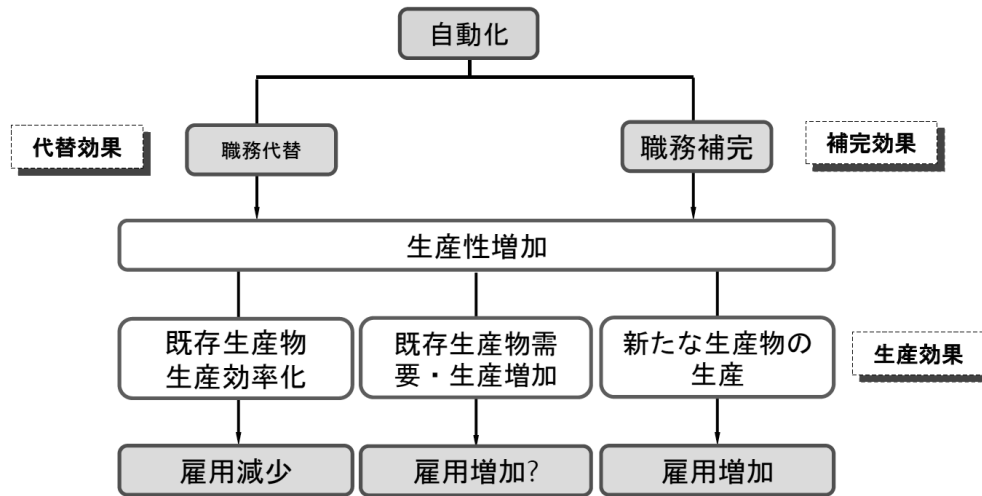 自動化
代替効果
職務代替
職務補完
補完効果
生産性増加
既存生産物
生産効率化
既存生産物需
要・生産増加
新たな生産物の
生産
生産効果
雇用減少
雇用増加?
雇用増加